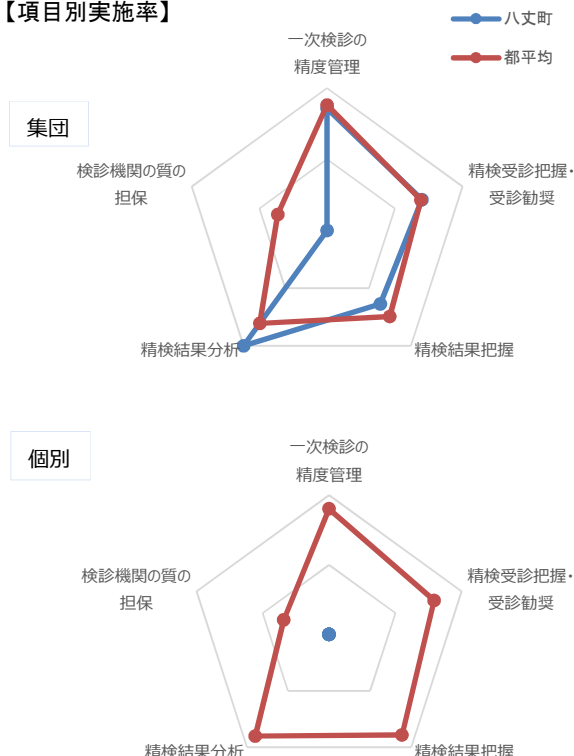 【項目別実施率】
八丈町
都平均
集団
一次検診の
精度管理
精検受診把握・
受診勧奨
精検結果把握
精検結果分析
検診機関の質の
担保
個別
一次検診の
精度管理
精検受診把握・
受診勧奨
精検結果把握
精検結果分析
検診機関の質の
担保